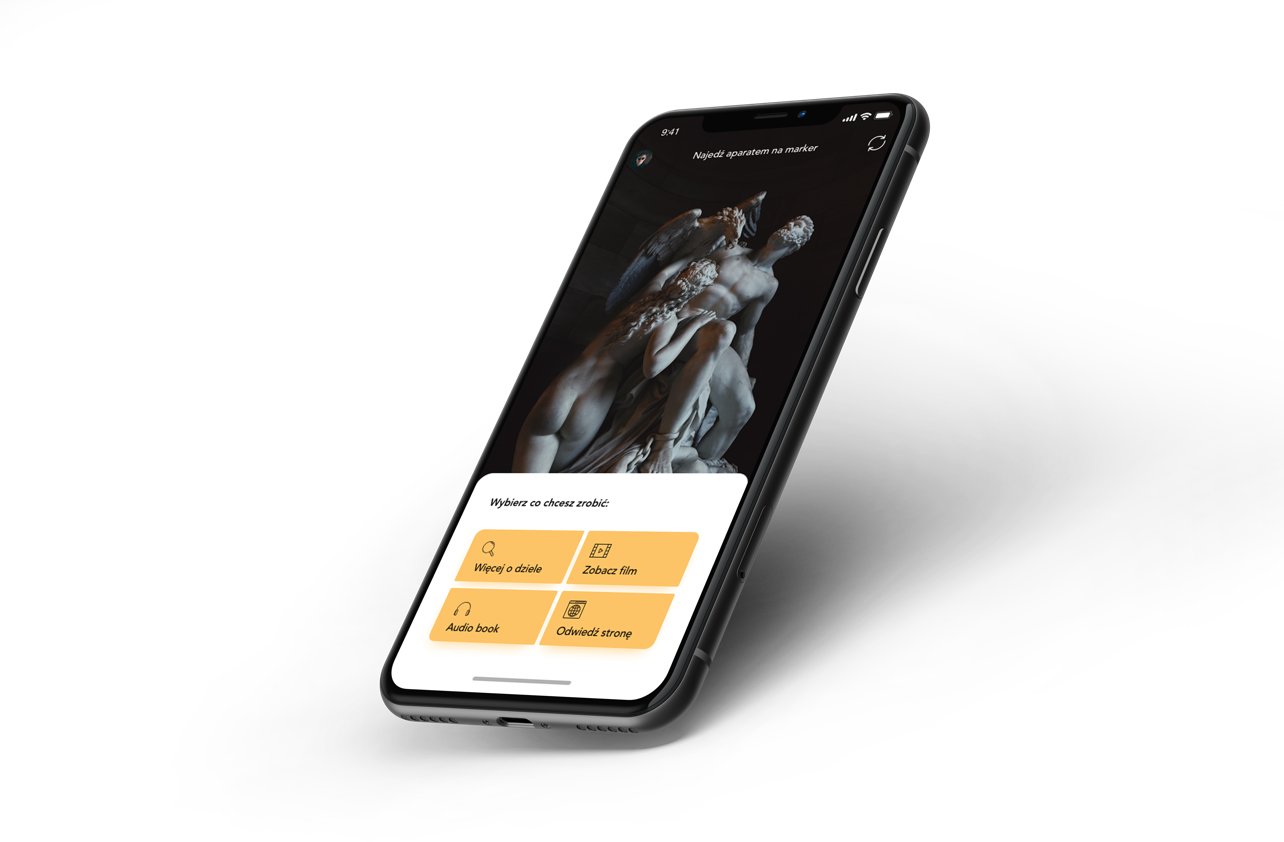 9:41
Najedź aparatem na marker
Wybierz co chcesz zrobić:
Więcej o dziele
Zobacz film
Audio book
Odwiedź stronę